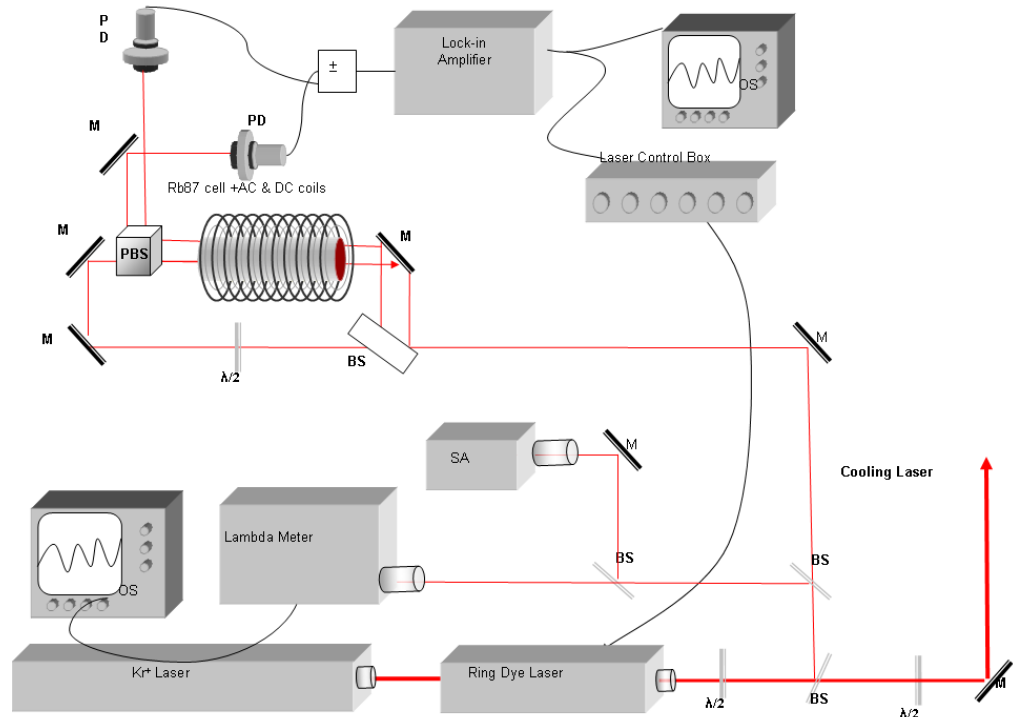 P
D
±
Lock-in
Amplifier
OS
M
PD
Laser Control Box
Rb87 cell +AC & DC coils
M
M
PBS
M
M
BS
λ/2
M
SA
Cooling Laser
Lambda Meter
BS
BS
OS
Kr⁺ Laser
Ring Dye Laser
λ/2
BS
λ/2
M